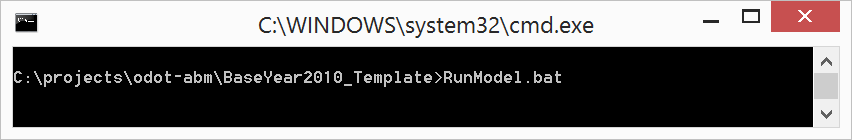 C:\WINDOWS\system32\cmd.exe
C:\projects\odot-abm\BaseYear2010_Template>RunModel.bat